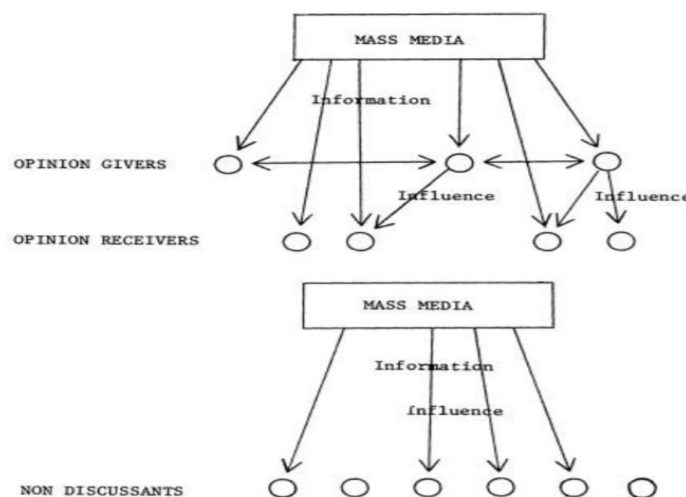 MASS MEDIA
Information
OPINION GIVERS
Influence
Influence
OPINION RECEIVERS
MASS MEDIA
Information
Influence
NON DISCUSSANTS